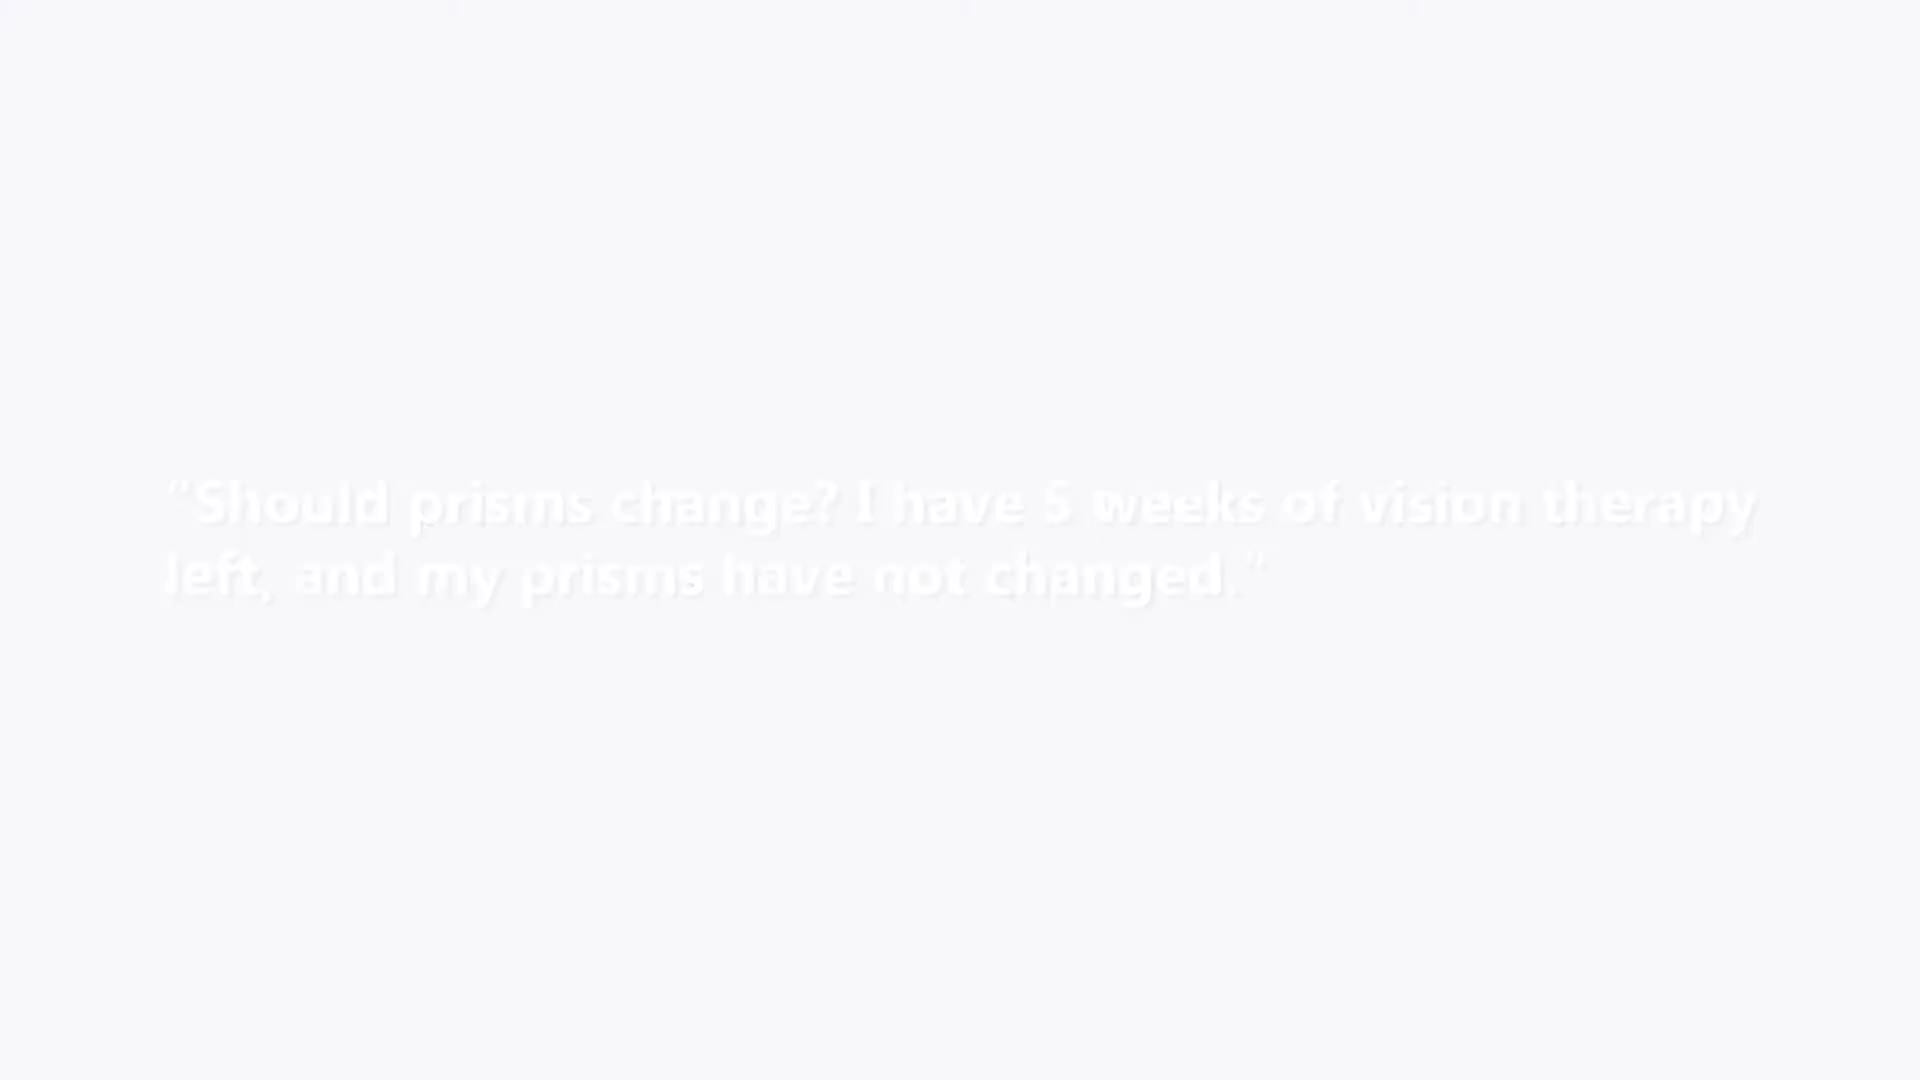 "Should prisms change? I have 5 weeks of vision therapy
left, and my prisms have not changed."